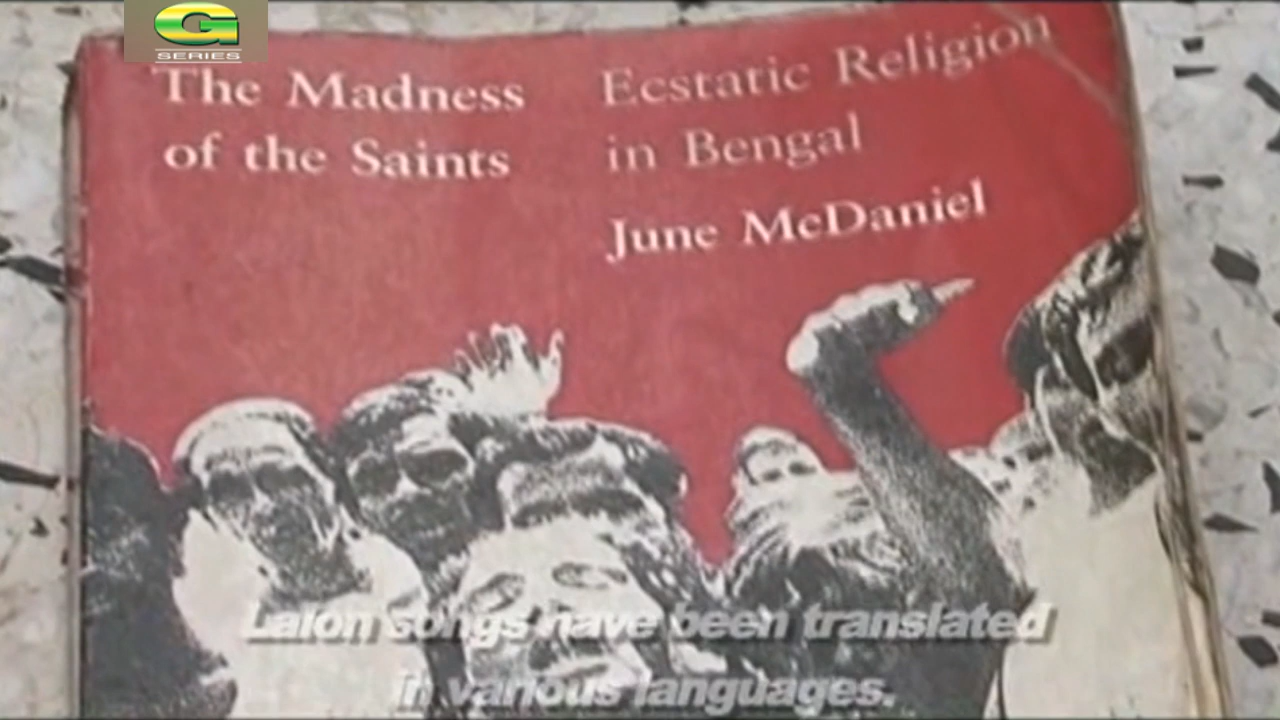 G
SERIES
The Madness
of the Saints
Ecstatic Religion
in Bengal
June McDaniel
Lalon songs have been translated
in various languages.